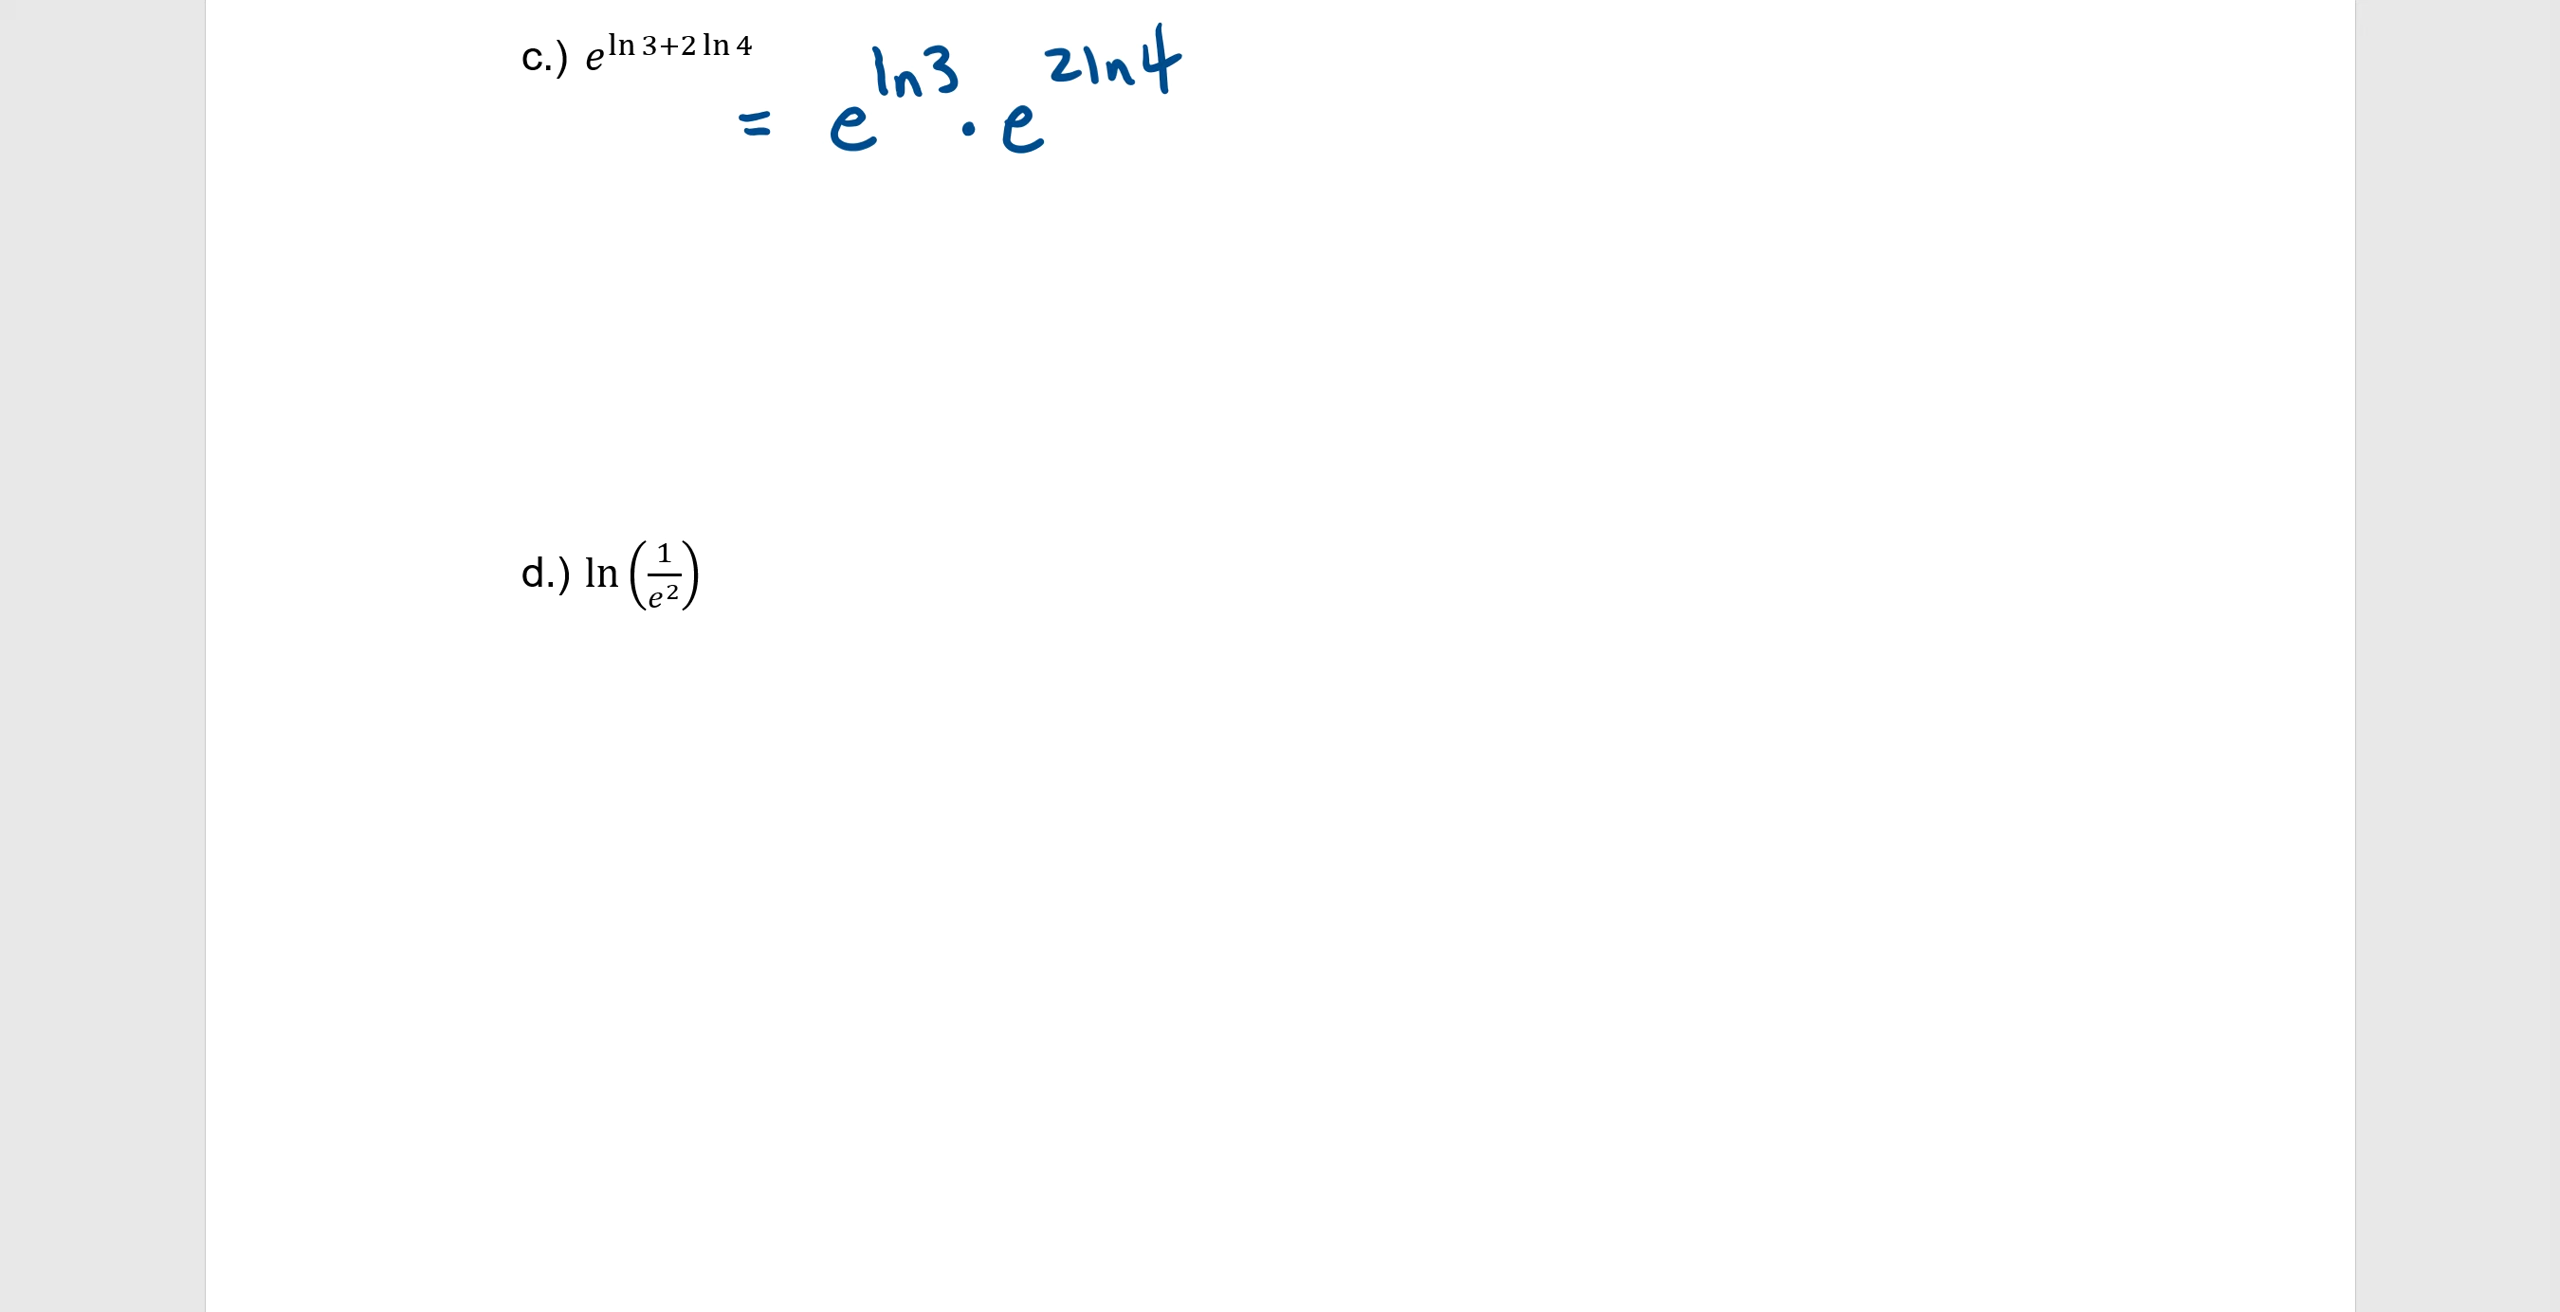 c.) e^{ln 3+2 ln 4}
= e^{ln3} · e^{2ln4}
d.) ln (1/e²)